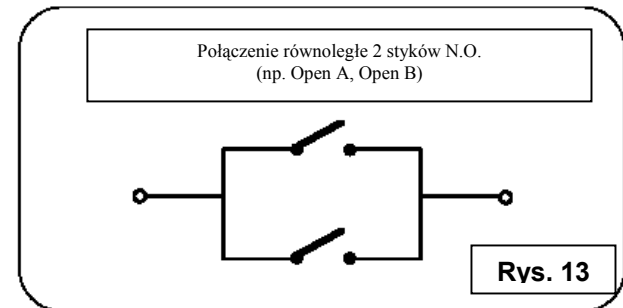 Połączenie równoległe 2 styków N.O.
(np. Open A, Open B)
Rys. 13